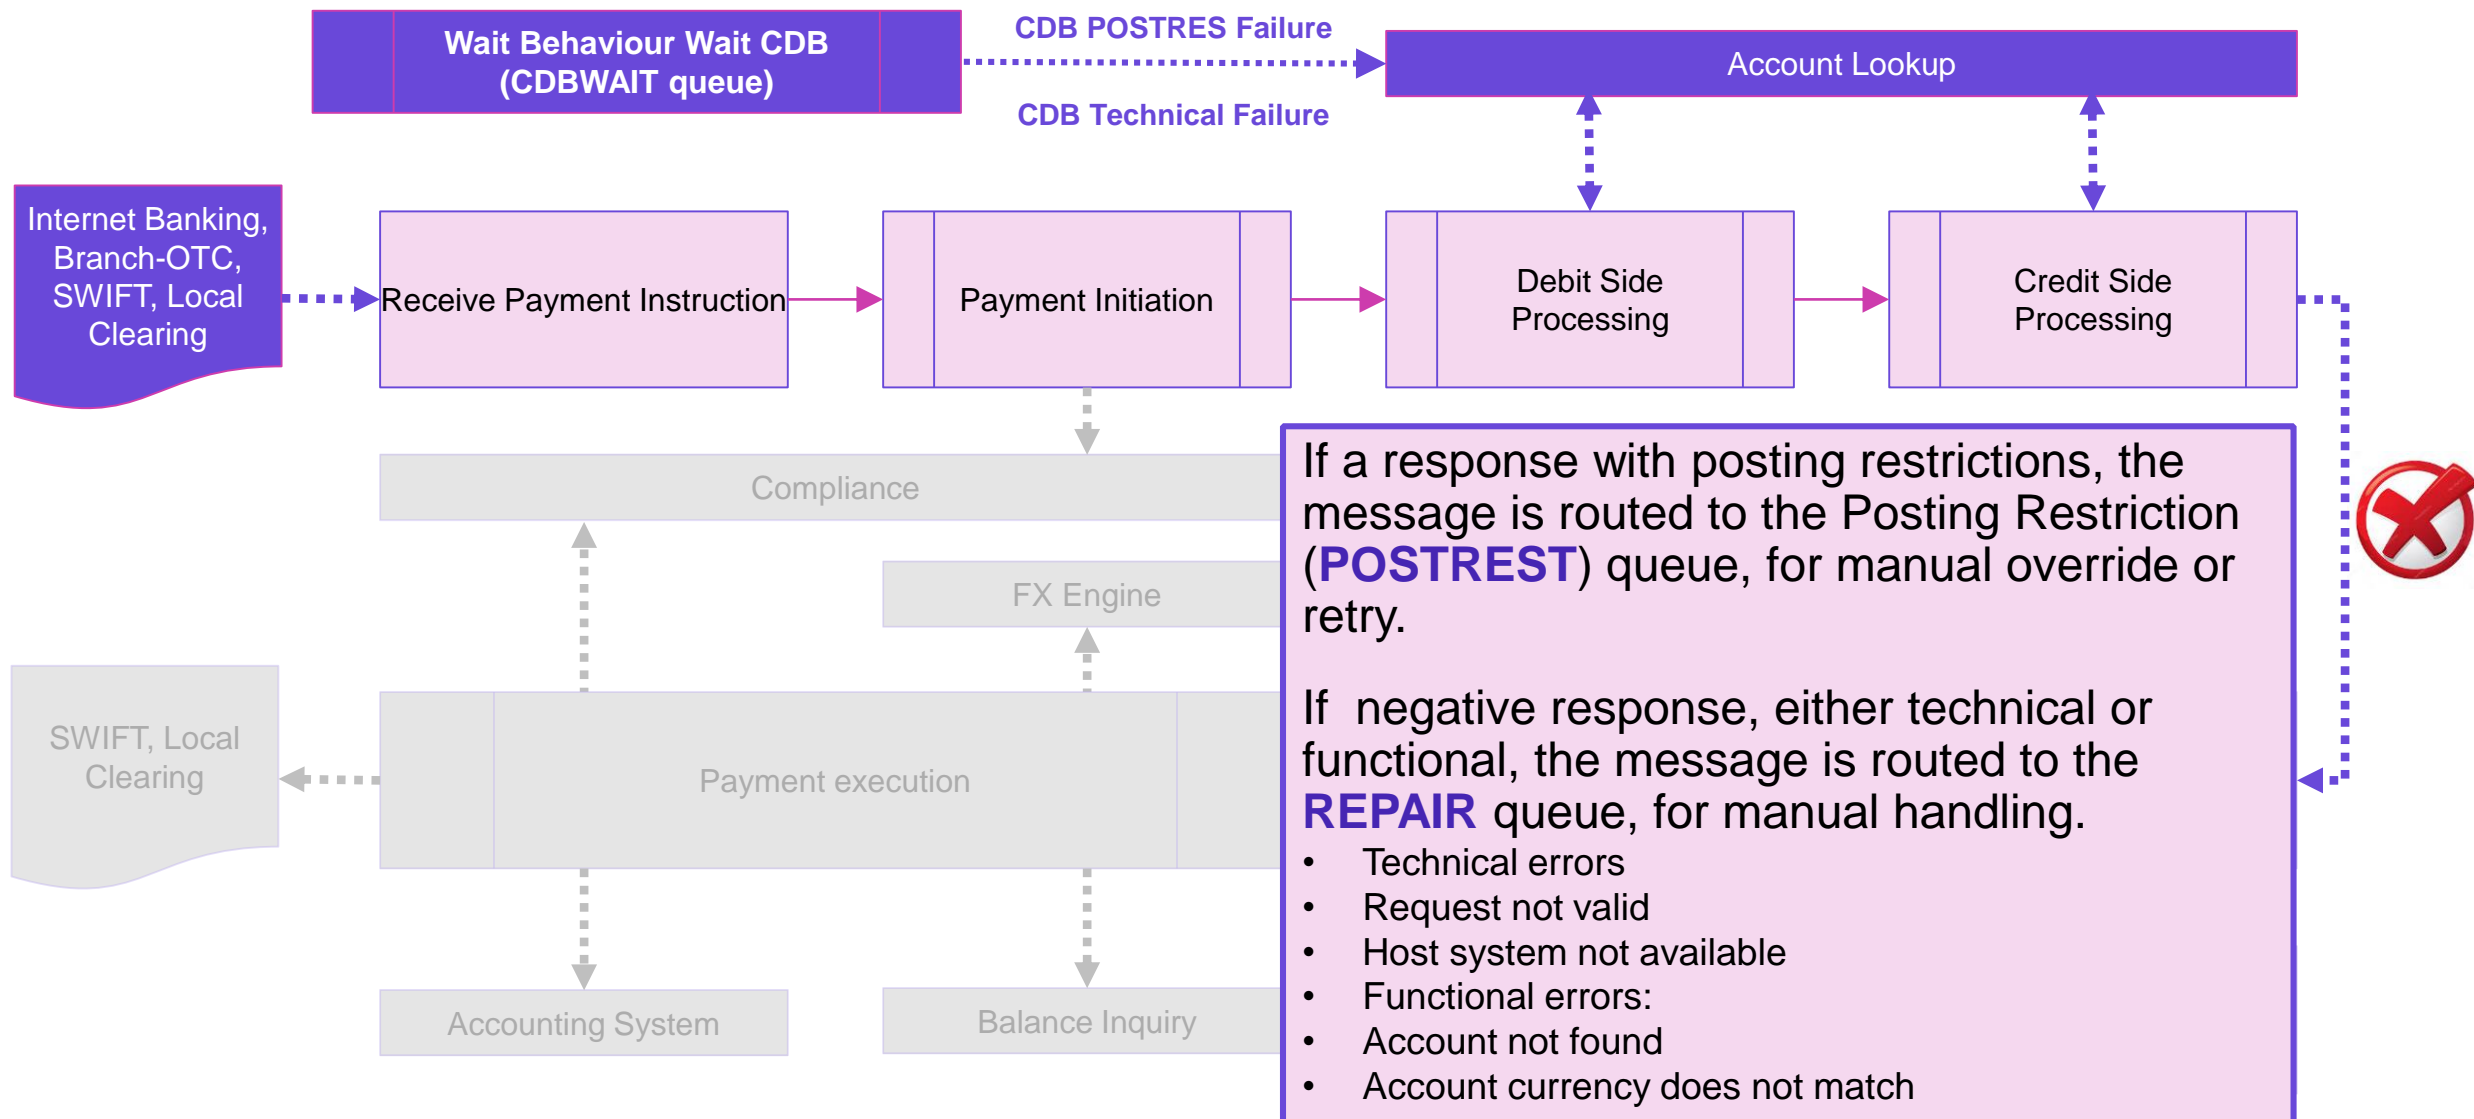 Wait Behaviour Wait CDB
(CDBWAIT queue)
CDB POSTRES Failure
CDB Technical Failure
Account Lookup
Internet Banking,
Branch-OTC,
SWIFT, Local
Clearing
Receive Payment Instruction
Payment Initiation
Debit Side
Processing
Credit Side
Processing
Compliance
FX Engine
SWIFT, Local
Clearing
Payment execution
Accounting System
Balance Inquiry
If a response with posting restrictions, the
message is routed to the Posting Restriction
(POSTREST) queue, for manual override or
retry.
If  negative response, either technical or
functional, the message is routed to the
REPAIR queue, for manual handling.
• Technical errors
• Request not valid
• Host system not available
• Functional errors:
• Account not found
• Account currency does not match